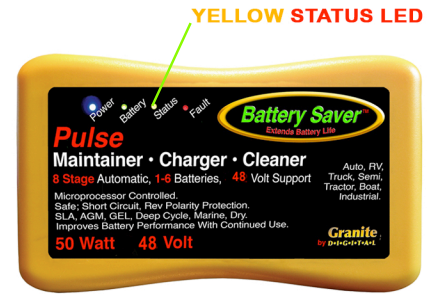 YELLOW STATUS LED
Power Battery Status Fault
Battery Saver™
Extends Battery Life
Pulse
Maintainer · Charger · Cleaner
8 Stage Automatic, 1-6 Batteries, 48 Volt Support
Auto, RV,
Truck, Semi,
Tractor, Boat,
Industrial.
Microprocessor Controlled.
Safe; Short Circuit, Rev Polarity Protection.
SLA, AGM, GEL, Deep Cycle, Marine, Dry.
Improves Battery Performance With Continued Use.
50 Watt 48 Volt
Granite
by D·I·G·I·T·A·L